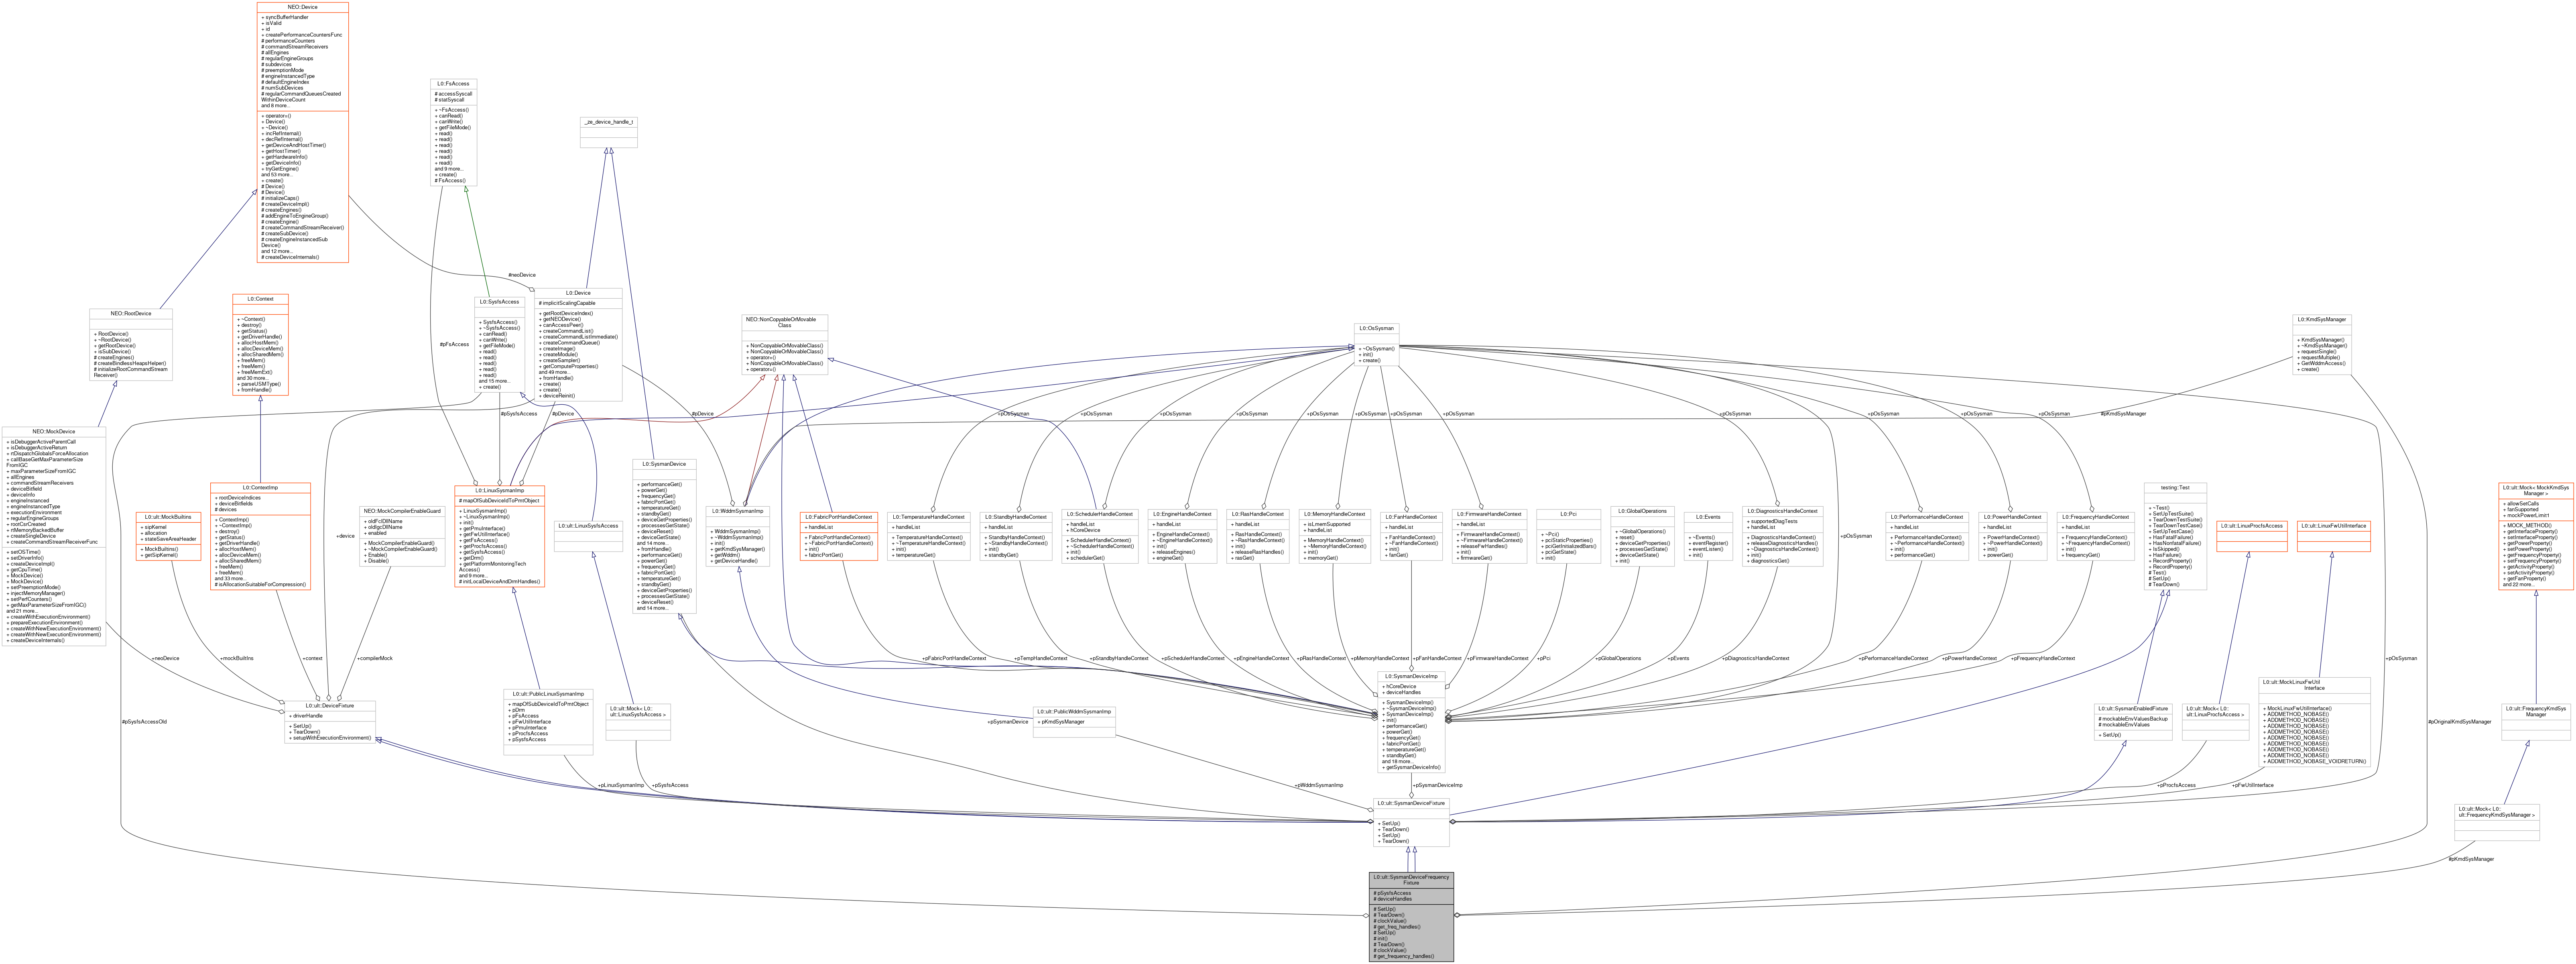 NEO::Device
+ syncBufferHandler
+ isValid
+ id
+ createPerformanceCountersFunc
# performanceCounters
# commandStreamReceivers
# allEngines
# regularEngineGroups
# subdevices
# preemptionMode
# engineInstancedType
# defaultEngineIndex
# numSubDevices
# regularCommandQueuesCreated
WithinDeviceCount
and 8 more...
+ operator=()
+ Device()
+ ~Device()
+ incRefInternal()
+ decRefInternal()
+ getDeviceAndHostTimer()
+ getHostTimer()
+ getHardwareInfo()
+ getDeviceInfo()
+ tryGetEngine()
and 53 more...
+ create()
# Device()
# Device()
# initializeCaps()
# createDeviceImpl()
# createEngines()
# addEngineToEngineGroup()
# createEngine()
# createCommandStreamReceiver()
# createSubDevice()
# createEngineInstancedSub
Device()
and 12 more...
# createDeviceInternals()
L0::FsAccess
# accessSyscall
# statSyscall
+ ~FsAccess()
+ canRead()
+ canWrite()
+ getFileMode()
+ read()
+ read()
+ read()
+ read()
+ read()
+ read()
and 9 more...
+ create()
# FsAccess()
_ze_device_handle_t
#neoDevice
#pFsAccess
NEO::RootDevice
+ RootDevice()
+ ~RootDevice()
+ getRootDevice()
+ isSubDevice()
# createEngines()
# createBindlessHeapsHelper()
# initializeRootCommandStream
Receiver()
L0::Context
+ ~Context()
+ destroy()
+ getStatus()
+ getDriverHandle()
+ allocHostMem()
+ allocDeviceMem()
+ allocSharedMem()
+ freeMem()
+ freeMem()
+ freeMemExt()
and 30 more...
+ parseUSMType()
+ fromHandle()
L0::SysfsAccess
+ SysfsAccess()
+ ~SysfsAccess()
+ canRead()
+ canWrite()
+ getFileMode()
+ read()
+ read()
+ read()
+ read()
+ read()
and 15 more...
+ create()
L0::Device
# implicitScalingCapable
+ getRootDeviceIndex()
+ getNEODevice()
+ canAccessPeer()
+ createCommandList()
+ createCommandListImmediate()
+ createCommandQueue()
+ createImage()
+ createModule()
+ createSampler()
+ getComputeProperties()
and 49 more...
+ fromHandle()
+ create()
+ create()
+ deviceReinit()
NEO::NonCopyableOrMovable
Class
+ NonCopyableOrMovableClass()
+ NonCopyableOrMovableClass()
+ operator=()
+ NonCopyableOrMovableClass()
+ operator=()
L0::OsSysman
+ ~OsSysman()
+ init()
+ create()
L0::KmdSysManager
+ KmdSysManager()
+ ~KmdSysManager()
+ requestSingle()
+ requestMultiple()
+ GetWddmAccess()
+ create()
#pSysfsAccess
#pDevice
#pDevice
+pOsSysman
+pOsSysman
+pOsSysman
+pOsSysman
+pOsSysman
+pOsSysman
+pOsSysman
+pOsSysman
+pOsSysman
+pOsSysman
+pOsSysman
+pOsSysman
#pKmdSysManager
NEO::MockDevice
+ isDebuggerActiveParentCall
+ isDebuggerActiveReturn
+ rtDispatchGlobalsForceAllocation
+ callBaseGetMaxParameterSize
FromIGC
+ maxParameterSizeFromIGC
+ allEngines
+ commandStreamReceivers
+ deviceBitfield
+ deviceInfo
+ engineInstanced
+ engineInstancedType
+ executionEnvironment
+ regularEngineGroups
+ rootCsrCreated
+ rtMemoryBackedBuffer
+ createSingleDevice
+ createCommandStreamReceiverFunc
+ setOSTime()
+ setDriverInfo()
+ createDeviceImpl()
+ getCpuTime()
+ MockDevice()
+ MockDevice()
+ setPreemptionMode()
+ injectMemoryManager()
+ setPerfCounters()
+ getMaxParameterSizeFromIGC()
and 21 more...
+ createWithExecutionEnvironment()
+ prepareExecutionEnvironment()
+ createWithNewExecutionEnvironment()
+ createWithNewExecutionEnvironment()
+ createDeviceInternals()
L0::ult::MockBuiltins
+ sipKernel
+ allocation
+ stateSaveAreaHeader
+ MockBuiltins()
+ getSipKernel()
L0::ContextImp
+ rootDeviceIndices
+ deviceBitfields
# devices
+ ContextImp()
+ ~ContextImp()
+ destroy()
+ getStatus()
+ getDriverHandle()
+ allocHostMem()
+ allocDeviceMem()
+ allocSharedMem()
+ freeMem()
+ freeMem()
and 33 more...
# isAllocationSuitableForCompression()
NEO::MockCompilerEnableGuard
+ oldFclDllName
+ oldIgcDllName
+ enabled
+ MockCompilerEnableGuard()
+ ~MockCompilerEnableGuard()
+ Enable()
+ Disable()
+device
L0::LinuxSysmanImp
# mapOfSubDeviceIdToPmtObject
+ LinuxSysmanImp()
+ ~LinuxSysmanImp()
+ init()
+ getPmuInterface()
+ getFwUtilInterface()
+ getFsAccess()
+ getProcfsAccess()
+ getSysfsAccess()
+ getDrm()
+ getPlatformMonitoringTech
Access()
and 9 more...
# initLocalDeviceAndDrmHandles()
L0::ult::LinuxSysfsAccess
L0::SysmanDevice
+ performanceGet()
+ powerGet()
+ frequencyGet()
+ fabricPortGet()
+ temperatureGet()
+ standbyGet()
+ deviceGetProperties()
+ processesGetState()
+ deviceReset()
+ deviceGetState()
and 14 more...
+ fromHandle()
+ performanceGet()
+ powerGet()
+ frequencyGet()
+ fabricPortGet()
+ temperatureGet()
+ standbyGet()
+ deviceGetProperties()
+ processesGetState()
+ deviceReset()
and 14 more...
L0::WddmSysmanImp
+ WddmSysmanImp()
+ ~WddmSysmanImp()
+ init()
+ getKmdSysManager()
+ getWddm()
+ getDeviceHandle()
L0::FabricPortHandleContext
+ handleList
+ FabricPortHandleContext()
+ ~FabricPortHandleContext()
+ init()
+ fabricPortGet()
L0::TemperatureHandleContext
+ handleList
+ TemperatureHandleContext()
+ ~TemperatureHandleContext()
+ init()
+ temperatureGet()
L0::StandbyHandleContext
+ handleList
+ StandbyHandleContext()
+ ~StandbyHandleContext()
+ init()
+ standbyGet()
L0::SchedulerHandleContext
+ handleList
+ hCoreDevice
+ SchedulerHandleContext()
+ ~SchedulerHandleContext()
+ init()
+ schedulerGet()
L0::EngineHandleContext
+ handleList
+ EngineHandleContext()
+ ~EngineHandleContext()
+ init()
+ releaseEngines()
+ engineGet()
L0::RasHandleContext
+ handleList
+ RasHandleContext()
+ ~RasHandleContext()
+ init()
+ releaseRasHandles()
+ rasGet()
L0::MemoryHandleContext
+ isLmemSupported
+ handleList
+ MemoryHandleContext()
+ ~MemoryHandleContext()
+ init()
+ memoryGet()
L0::FanHandleContext
+ handleList
+ FanHandleContext()
+ ~FanHandleContext()
+ init()
+ fanGet()
L0::FirmwareHandleContext
+ handleList
+ FirmwareHandleContext()
+ ~FirmwareHandleContext()
+ releaseFwHandles()
+ init()
+ firmwareGet()
L0::Pci
+ ~Pci()
+ pciStaticProperties()
+ pciGetInitializedBars()
+ pciGetState()
+ init()
L0::GlobalOperations
+ ~GlobalOperations()
+ reset()
+ deviceGetProperties()
+ processesGetState()
+ deviceGetState()
+ init()
L0::Events
+ ~Events()
+ eventRegister()
+ eventListen()
+ init()
L0::DiagnosticsHandleContext
+ supportedDiagTests
+ handleList
+ DiagnosticsHandleContext()
+ releaseDiagnosticsHandles()
+ ~DiagnosticsHandleContext()
+ init()
+ diagnosticsGet()
+pOsSysman
L0::PerformanceHandleContext
+ handleList
+ PerformanceHandleContext()
+ ~PerformanceHandleContext()
+ init()
+ performanceGet()
L0::PowerHandleContext
+ handleList
+ PowerHandleContext()
+ ~PowerHandleContext()
+ init()
+ powerGet()
L0::FrequencyHandleContext
+ handleList
+ FrequencyHandleContext()
+ ~FrequencyHandleContext()
+ init()
+ frequencyGet()
testing::Test
+ ~Test()
+ SetUpTestSuite()
+ TearDownTestSuite()
+ TearDownTestCase()
+ SetUpTestCase()
+ HasFatalFailure()
+ HasNonfatalFailure()
+ IsSkipped()
+ HasFailure()
+ RecordProperty()
+ RecordProperty()
# Test()
# SetUp()
# TearDown()
L0::ult::LinuxProcfsAccess
L0::ult::LinuxFwUtilInterface
L0::ult::Mock< MockKmdSys
Manager >
+ allowSetCalls
+ fanSupported
+ mockPowerLimit1
+ MOCK_METHOD()
+ getInterfaceProperty()
+ setInterfaceProperty()
+ getPowerProperty()
+ setPowerProperty()
+ getFrequencyProperty()
+ setFrequencyProperty()
+ getActivityProperty()
+ setActivityProperty()
+ getFanProperty()
and 22 more...
+neoDevice
+mockBuiltIns
+context
+compilerMock
+pFabricPortHandleContext
+pTempHandleContext
+pStandbyHandleContext
+pSchedulerHandleContext
+pEngineHandleContext
+pRasHandleContext
+pMemoryHandleContext
+pFanHandleContext
+pFirmwareHandleContext
+pPci
+pGlobalOperations
+pEvents
+pDiagnosticsHandleContext
+pPerformanceHandleContext
+pPowerHandleContext
+pFrequencyHandleContext
+pOsSysman
L0::ult::DeviceFixture
+ driverHandle
+ SetUp()
+ TearDown()
+ setupWithExecutionEnvironment()
L0::ult::PublicLinuxSysmanImp
+ mapOfSubDeviceIdToPmtObject
+ pDrm
+ pFsAccess
+ pFwUtilInterface
+ pPmuInterface
+ pProcfsAccess
+ pSysfsAccess
L0::ult::Mock< L0::
ult::LinuxSysfsAccess >
L0::ult::PublicWddmSysmanImp
+ pKmdSysManager
L0::SysmanDeviceImp
+ hCoreDevice
+ deviceHandles
+ SysmanDeviceImp()
+ ~SysmanDeviceImp()
+ SysmanDeviceImp()
+ init()
+ performanceGet()
+ powerGet()
+ frequencyGet()
+ fabricPortGet()
+ temperatureGet()
+ standbyGet()
and 18 more...
+ getSysmanDeviceInfo()
L0::ult::SysmanEnabledFixture
# mockableEnvValuesBackup
# mockableEnvValues
+ SetUp()
L0::ult::Mock< L0::
ult::LinuxProcfsAccess >
L0::ult::MockLinuxFwUtil
Interface
+ MockLinuxFwUtilInterface()
+ ADDMETHOD_NOBASE()
+ ADDMETHOD_NOBASE()
+ ADDMETHOD_NOBASE()
+ ADDMETHOD_NOBASE()
+ ADDMETHOD_NOBASE()
+ ADDMETHOD_NOBASE()
+ ADDMETHOD_NOBASE()
+ ADDMETHOD_NOBASE()
+ ADDMETHOD_NOBASE_VOIDRETURN()
L0::ult::FrequencyKmdSys
Manager
#pSysfsAccessOld
+pSysmanDevice
#pOriginalKmdSysManager
+pLinuxSysmanImp
+pSysfsAccess
+pWddmSysmanImp
+pSysmanDeviceImp
+pProcfsAccess
+pFwUtilInterface
L0::ult::SysmanDeviceFixture
+ SetUp()
+ TearDown()
+ SetUp()
+ TearDown()
L0::ult::Mock< L0::
ult::FrequencyKmdSysManager >
#pKmdSysManager
L0::ult::SysmanDeviceFrequency
Fixture
# pSysfsAccess
# deviceHandles
# SetUp()
# TearDown()
# clockValue()
# get_freq_handles()
# SetUp()
# init()
# TearDown()
# clockValue()
# get_frequency_handles()